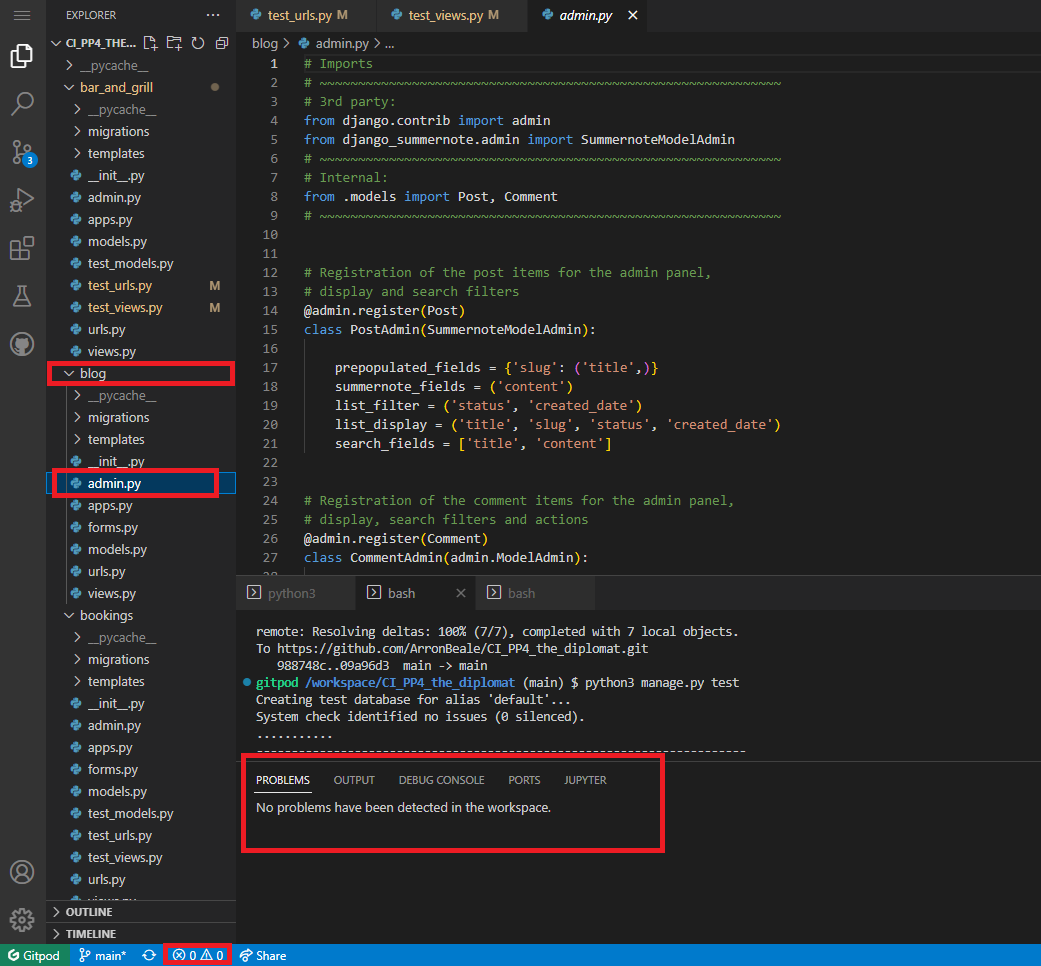 EXPLORER
CI_PP4_THE...
__pycache__
bar_and_grill
__pycache__
migrations
templates
__init__.py
admin.py
apps.py
models.py
test_models.py
test_urls.py M
test_views.py M
urls.py
views.py
blog
__pycache__
migrations
templates
__init__.py
admin.py
apps.py
forms.py
models.py
urls.py
views.py
bookings
__pycache__
migrations
templates
__init__.py
admin.py
apps.py
forms.py
models.py
test_models.py
test_urls.py
test_views.py
urls.py
views.py
OUTLINE
TIMELINE
3
test_urls.py M test_views.py M admin.py
blog > admin.py > ...
1 # Imports
2 # ~~~~~~~~~~~~~~~~~~~~~~~~~~~~~~~~~~~~~~~~~~~~~~~~~~~~~~~~~~~
3 # 3rd party:
4 from django.contrib import admin
5 from django_summernote.admin import SummernoteModelAdmin
6 # ~~~~~~~~~~~~~~~~~~~~~~~~~~~~~~~~~~~~~~~~~~~~~~~~~~~~~~~~~~~
7 # Internal:
8 from .models import Post, Comment
9 # ~~~~~~~~~~~~~~~~~~~~~~~~~~~~~~~~~~~~~~~~~~~~~~~~~~~~~~~~~~~
10
11
12 # Registration of the post items for the admin panel,
13 # display and search filters
14 @admin.register(Post)
15 class PostAdmin(SummernoteModelAdmin):
16
17 prepopulated_fields = {'slug': ('title',)}
18 summernote_fields = ('content')
19 list_filter = ('status', 'created_date')
20 list_display = ('title', 'slug', 'status', 'created_date')
21 search_fields = ['title', 'content']
22
23
24 # Registration of the comment items for the admin panel,
25 # display, search filters and actions
26 @admin.register(Comment)
27 class CommentAdmin(admin.ModelAdmin):
28
python3 bash bash
remote: Resolving deltas: 100% (7/7), completed with 7 local objects.
To https://github.com/ArronBeale/CI_PP4_the_diplomat.git
988748c..09a96d3 main -> main
gitpod /workspace/CI_PP4_the_diplomat (main) $ python3 manage.py test
Creating test database for alias 'default'...
System check identified no issues (0 silenced).
...........
----------------------------------------------------------------------
PROBLEMS OUTPUT DEBUG CONSOLE PORTS JUPYTER
No problems have been detected in the workspace.
Gitpod main* 0 0 Share